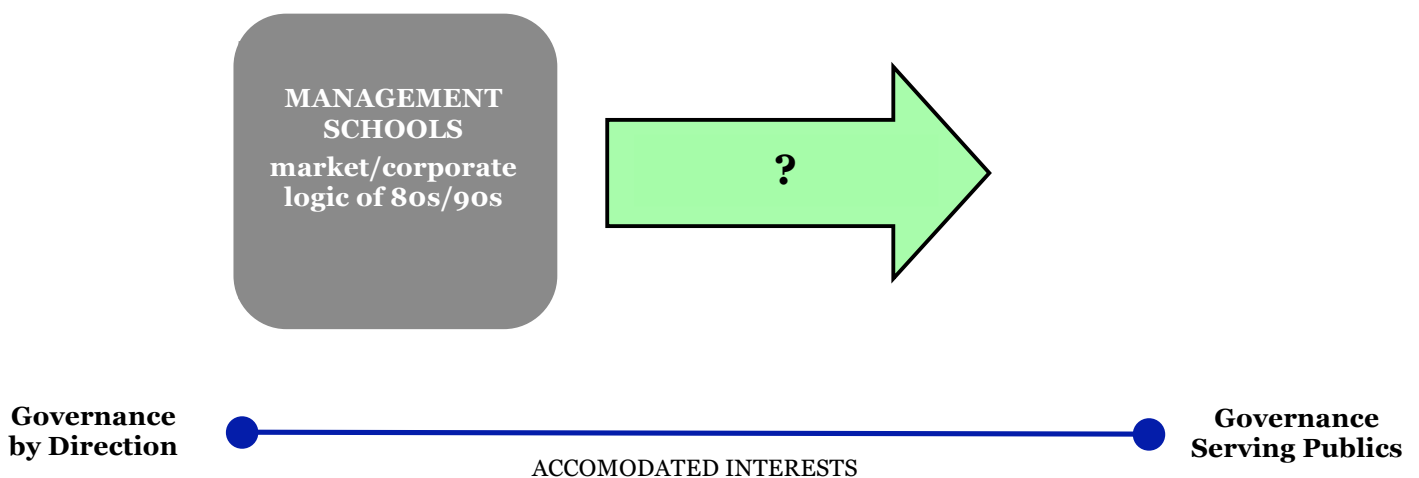 MANAGEMENT
SCHOOLS
market/corporate
logic of 80s/90s
?
Governance
by Direction
ACCOMODATED INTERESTS
Governance
Serving Publics